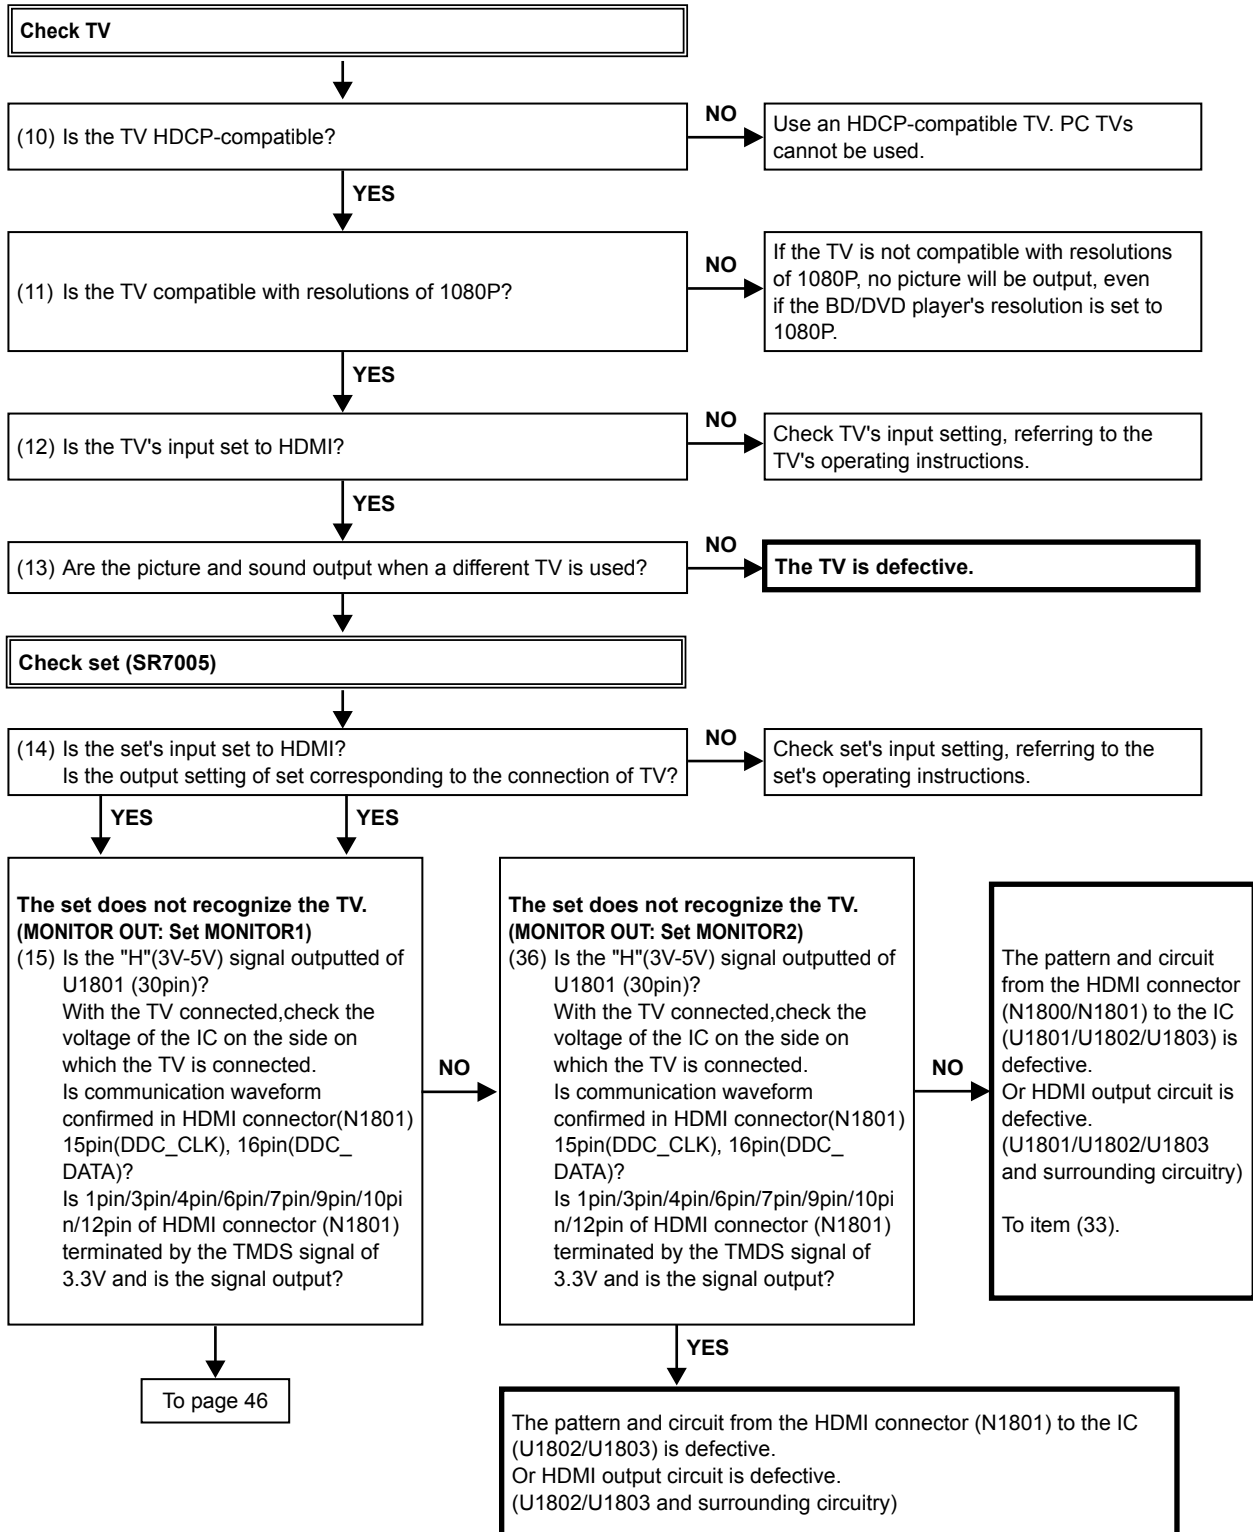 Check TV
(10) Is the TV HDCP-compatible?
NO
Use an HDCP-compatible TV. PC TVs
cannot be used.
YES
(11) Is the TV compatible with resolutions of 1080P?
NO
If the TV is not compatible with resolutions
of 1080P, no picture will be output, even
if the BD/DVD player's resolution is set to
1080P.
YES
(12) Is the TV's input set to HDMI?
NO
Check TV's input setting, referring to the
TV's operating instructions.
YES
(13) Are the picture and sound output when a different TV is used?
NO
The TV is defective.
Check set (SR7005)
(14) Is the set's input set to HDMI?
Is the output setting of set corresponding to the connection of TV?
NO
Check set's input setting, referring to the
set's operating instructions.
YES
YES
The set does not recognize the TV.
(MONITOR OUT: Set MONITOR1)
(15) Is the "H"(3V-5V) signal outputted of
U1801 (30pin)?
With the TV connected,check the
voltage of the IC on the side on
which the TV is connected.
Is communication waveform
confirmed in HDMI connector(N1801)
15pin(DDC_CLK), 16pin(DDC_
DATA)?
Is 1pin/3pin/4pin/6pin/7pin/9pin/10pi
n/12pin of HDMI connector (N1801)
terminated by the TMDS signal of
3.3V and is the signal output?
NO
The set does not recognize the TV.
(MONITOR OUT: Set MONITOR2)
(36) Is the "H"(3V-5V) signal outputted of
U1801 (30pin)?
With the TV connected,check the
voltage of the IC on the side on
which the TV is connected.
Is communication waveform
confirmed in HDMI connector(N1801)
15pin(DDC_CLK), 16pin(DDC_
DATA)?
Is 1pin/3pin/4pin/6pin/7pin/9pin/10pi
n/12pin of HDMI connector (N1801)
terminated by the TMDS signal of
3.3V and is the signal output?
NO
The pattern and circuit
from the HDMI connector
(N1800/N1801) to the IC
(U1801/U1802/U1803) is
defective.
Or HDMI output circuit is
defective.
(U1801/U1802/U1803
and surrounding circuitry)
To item (33).
To page 46
YES
The pattern and circuit from the HDMI connector (N1801) to the IC
(U1802/U1803) is defective.
Or HDMI output circuit is defective.
(U1802/U1803 and surrounding circuitry)